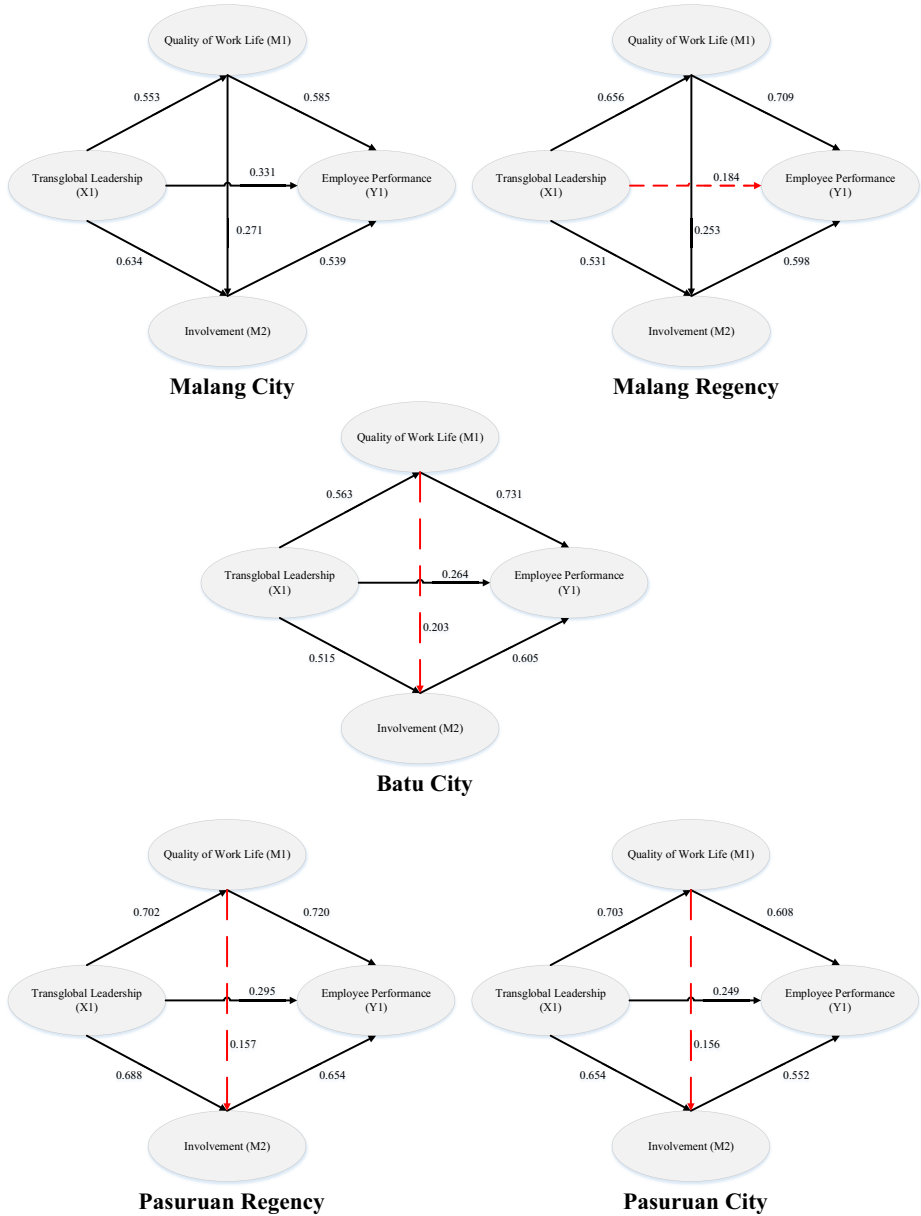 Quality of Work Life (M1)
0.553
0.585
Transglobal Leadership
(X1)
0.331
Employee Performance
(Y1)
0.271
0.634
0.539
Involvement (M2)
Malang City
Quality of Work Life (M1)
0.656
0.709
Transglobal Leadership
(X1)
0.184
Employee Performance
(Y1)
0.253
0.531
0.598
Involvement (M2)
Malang Regency
Quality of Work Life (M1)
0.563
0.731
Transglobal Leadership
(X1)
0.264
Employee Performance
(Y1)
0.203
0.515
0.605
Involvement (M2)
Batu City
Quality of Work Life (M1)
0.702
0.720
Transglobal Leadership
(X1)
0.295
Employee Performance
(Y1)
0.157
0.688
0.654
Involvement (M2)
Pasuruan Regency
Quality of Work Life (M1)
0.703
0.608
Transglobal Leadership
(X1)
0.249
Employee Performance
(Y1)
0.156
0.654
0.552
Involvement (M2)
Pasuruan City